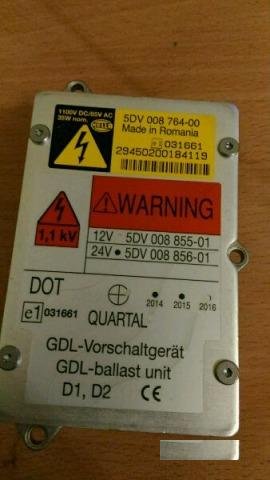 1100V DC/85V AC
35W nom.
HELLA
5DV 008 764-00
Made in Romania
e1 031661
29450200184119
WARNING
1,1 kV
12V 5DV 008 855-01
24V • 5DV 008 856-01
DOT
2014 2015 2016
e1 031661 QUARTAL
GDL-Vorschaltgerät
GDL-ballast unit
D1, D2 CE